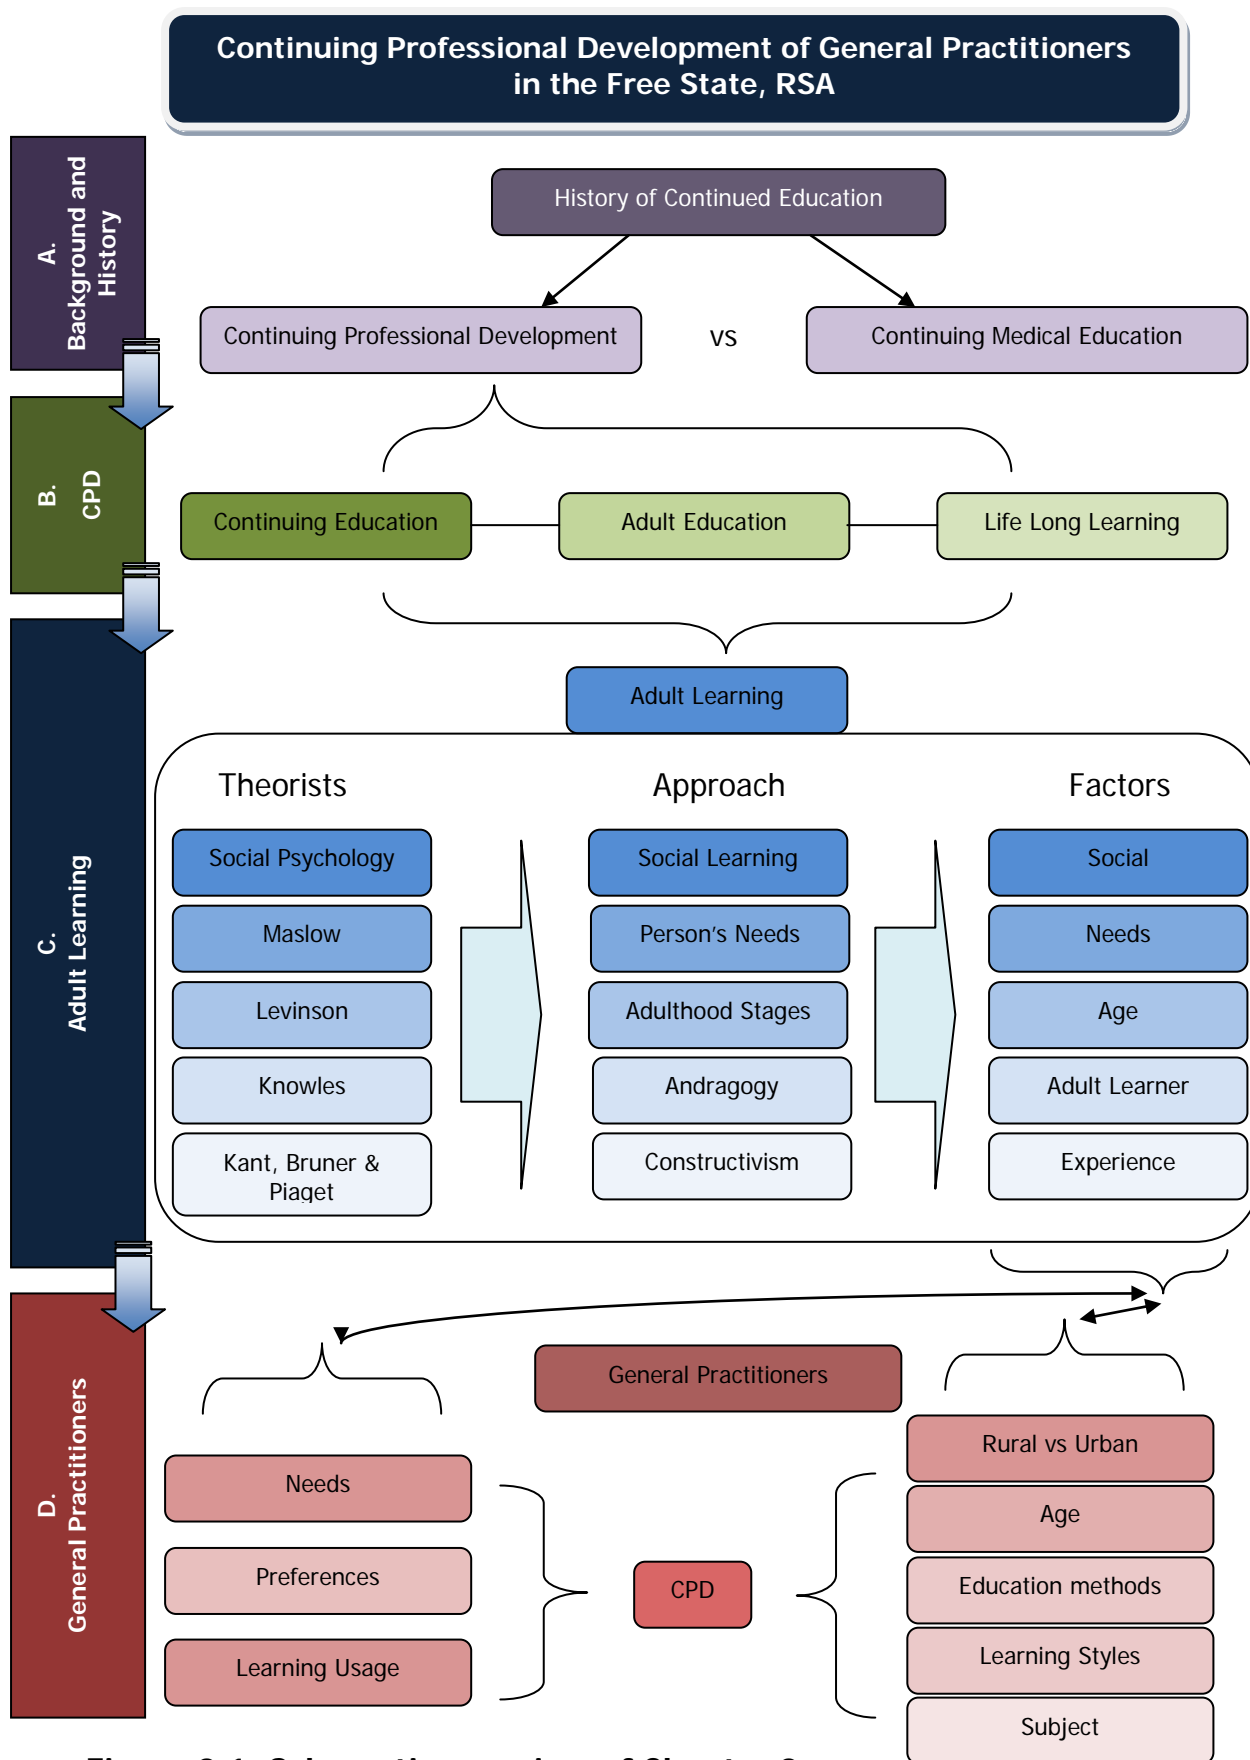 Continuing Professional Development of General Practitioners
in the Free State, RSA
A.
Background and
History
History of Continued Education
Continuing Professional Development
vs
Continuing Medical Education
B.
CPD
Continuing Education
Adult Education
Life Long Learning
C.
Adult Learning
Adult Learning
Theorists
Approach
Factors
Social Psychology
Social Learning
Social
Maslow
Person's Needs
Needs
Levinson
Adulthood Stages
Age
Knowles
Andragogy
Adult Learner
Kant, Bruner &
Piaget
Constructivism
Experience
D.
General Practitioners
General Practitioners
Needs
Preferences
Learning Usage
CPD
Rural vs Urban
Age
Education methods
Learning Styles
Subject